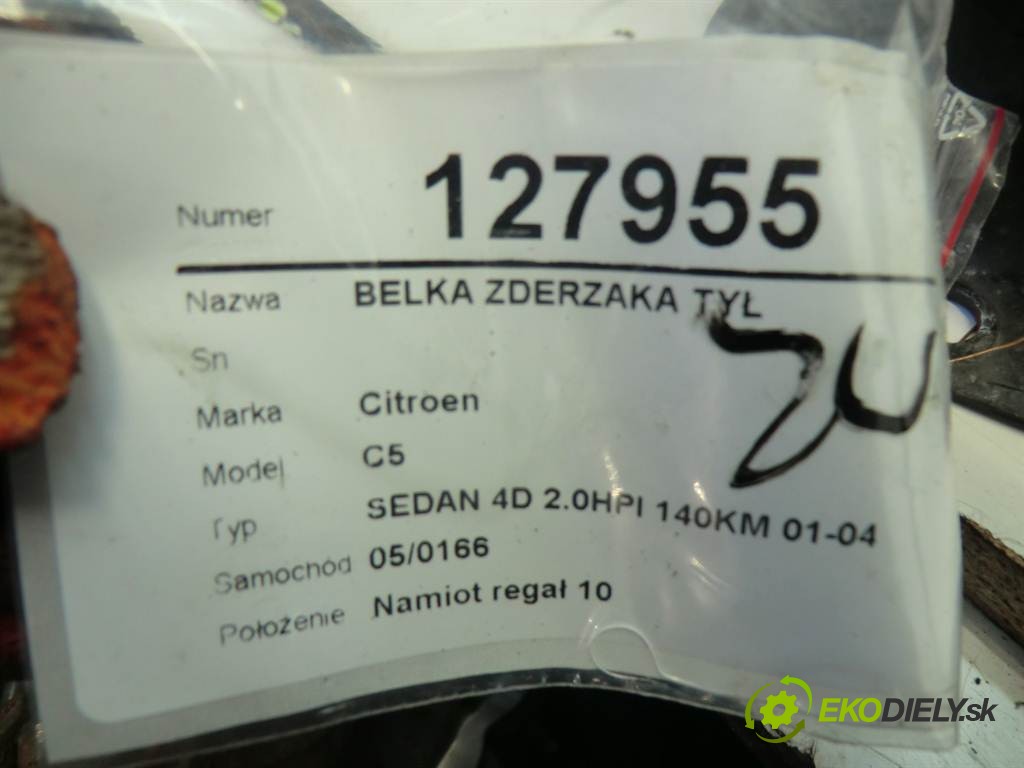 Numer 127955
Nazwa BELKA ZDERZAKA TYŁ
Sn
Marka Citroen
Model C5
Typ SEDAN 4D 2.0HPI 140KM 01-04
Samochód 05/0166
Położenie Namiot regał 10
EKODIELY.sk